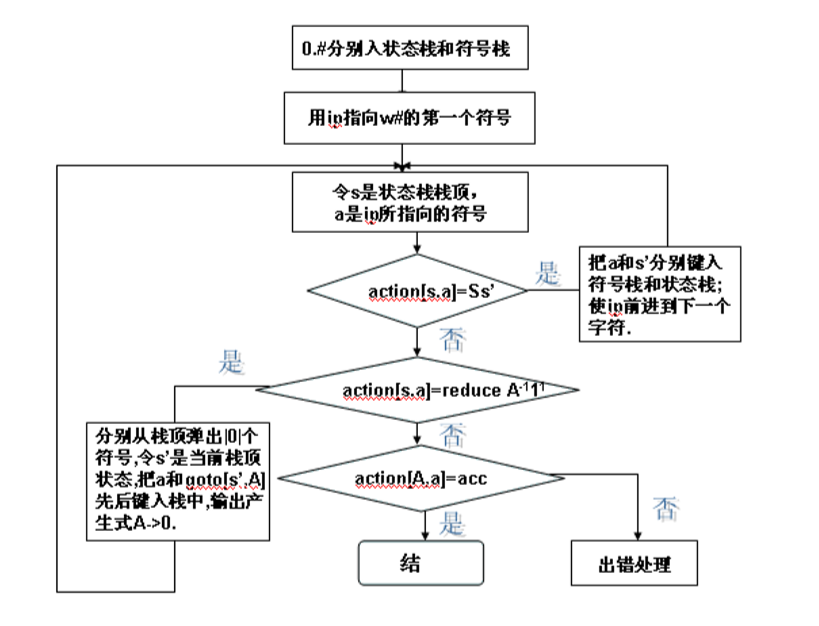 0.#分别入状态栈和符号栈
用ip指向w#的第一个符号
令s是状态栈栈顶，
a是ip所指向的符号
action[s.a]=Ss'
是
把a和s'分别键入
符号栈和状态栈;
使ip前进到下一个
字符.
否
是
action[s.a]=reduce A⁻¹1¹
否
分别从栈顶弹出|0|个
符号,令s'是当前栈顶
状态,把a和goto[s'.A]
先后键入栈中,输出产
生式A->0.
action[A.a]=acc
是
否
结
出错处理